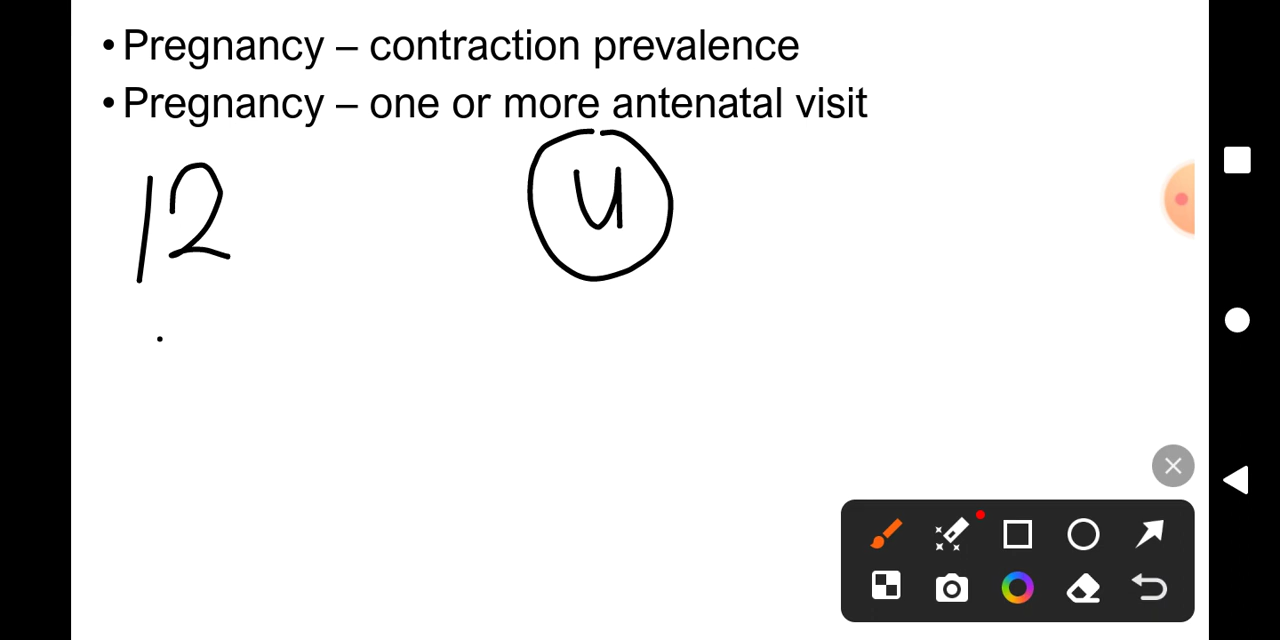 • Pregnancy – contraction prevalence
• Pregnancy – one or more antenatal visit
12 u